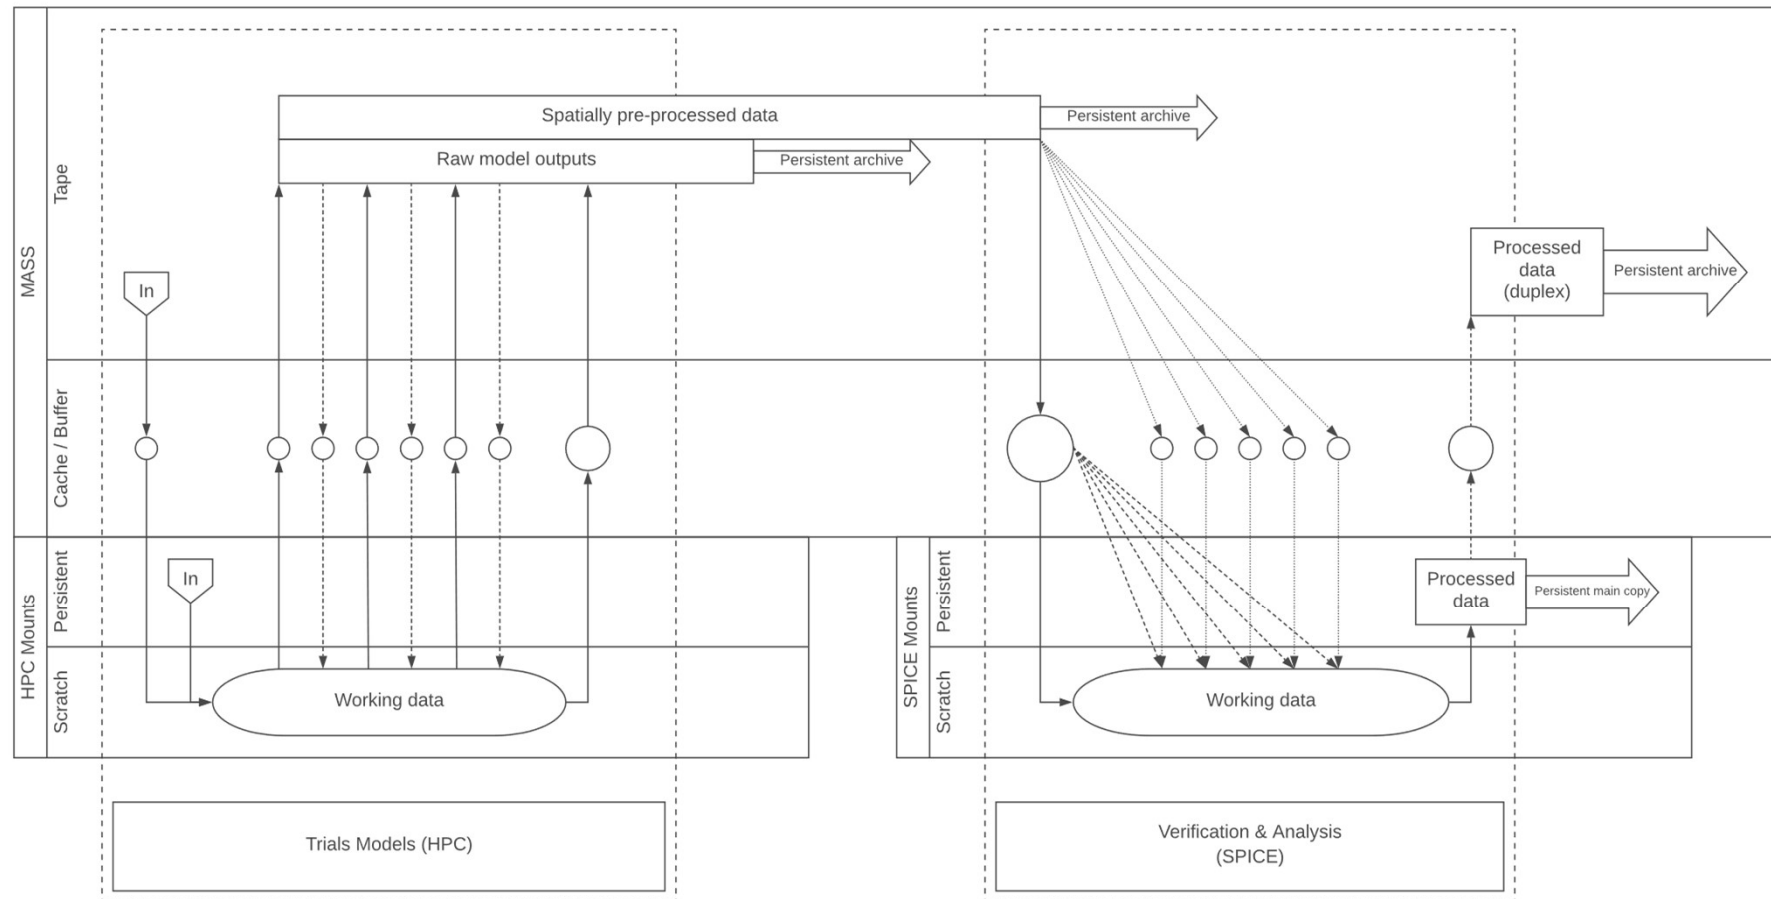 Spatially pre-processed data
Persistent archive
Raw model outputs
Persistent archive
Tape
MASS
In
Processed
data
(duplex)
Persistent archive
Cache / Buffer
HPC Mounts
Persistent
In
Scratch
Working data
SPICE Mounts
Persistent
Processed
data
Persistent main copy
Scratch
Working data
Trials Models (HPC)
Verification & Analysis
(SPICE)